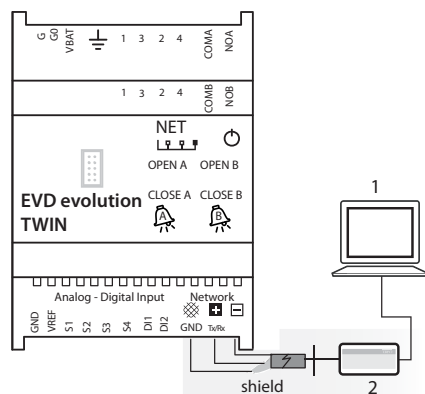 G G0 VBAT 1 3 2 4 COMA NOA
1 3 2 4 COMB NOB
NET
OPEN A OPEN B
CLOSE A CLOSE B
EVD evolution
TWIN
A B
Analog - Digital Input Network
GND VREF S1 S2 S3 S4 DI1 DI2 GND Tx/Rx
shield
1
2